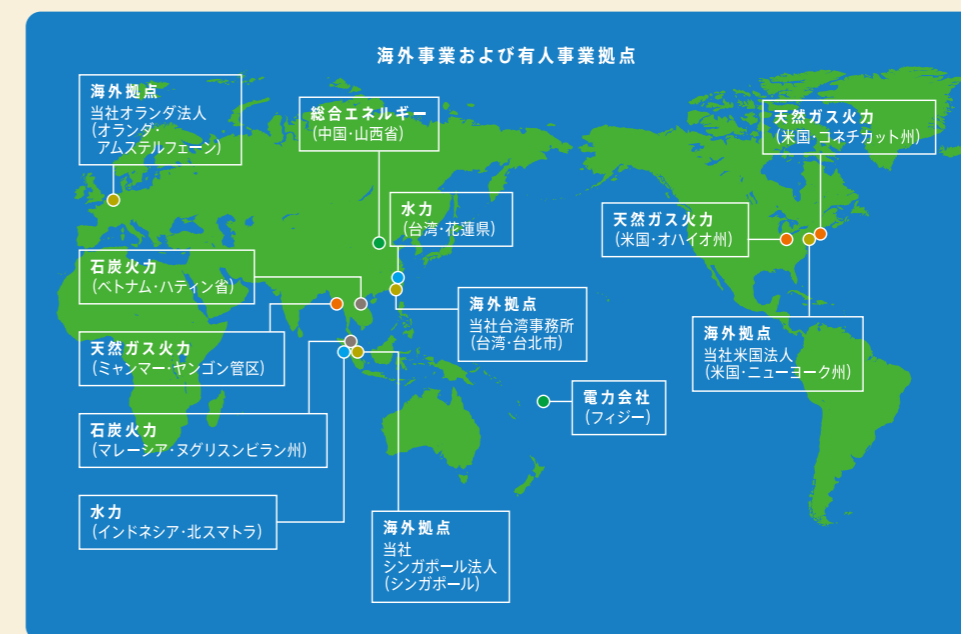 海外事業および有人事業拠点
海外拠点
当社オランダ法人
(オランダ・
アムステルフェーン)
総合エネルギー
(中国・山西省)
天然ガス火力
(米国・コネチカット州)
水力
(台湾・花蓮県)
天然ガス火力
(米国・オハイオ州)
石炭火力
(ベトナム・ハティン省)
海外拠点
当社台湾事務所
(台湾・台北市)
天然ガス火力
(ミャンマー・ヤンゴン管区)
海外拠点
当社米国法人
(米国・ニューヨーク州)
電力会社
(フィジー)
石炭火力
(マレーシア・ヌグリスンビラン州)
水力
(インドネシア・北スマトラ)
海外拠点
当社
シンガポール法人
(シンガポール)